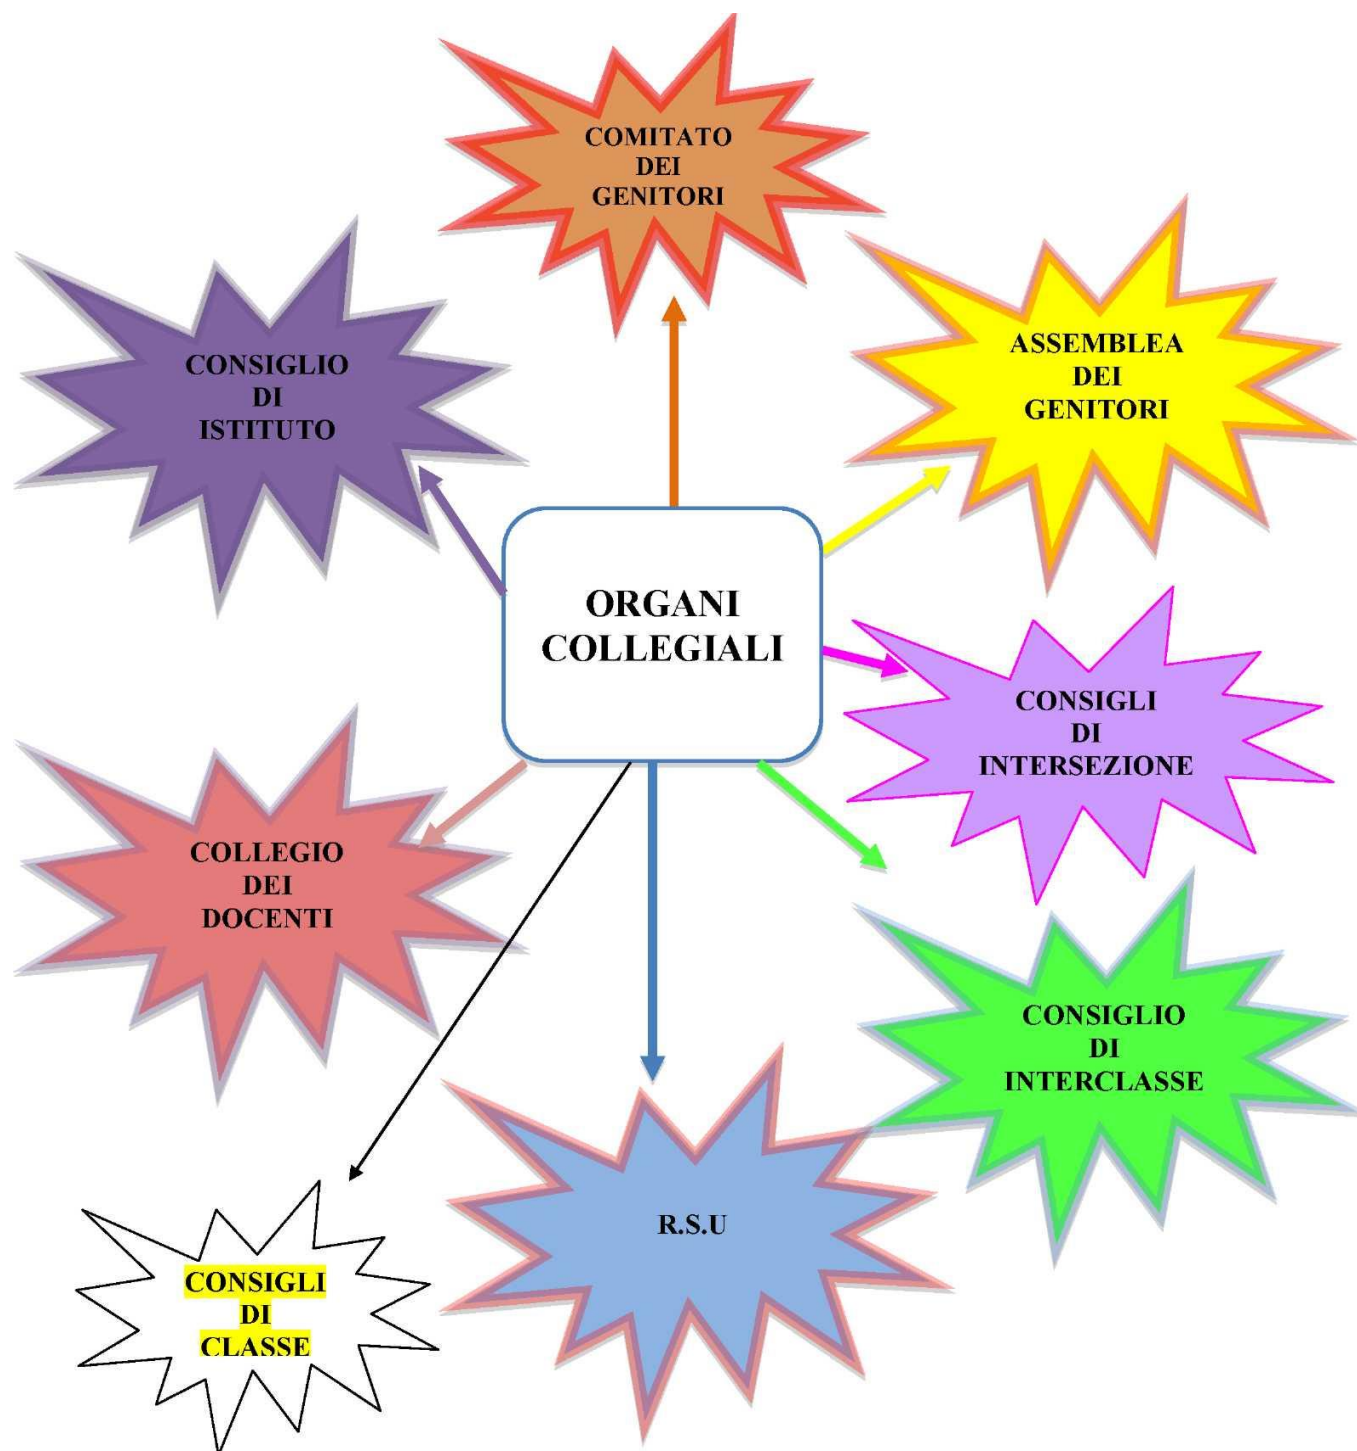 COMITATO
DEI
GENITORI
CONSIGLIO
DI
ISTITUTO
ASSEMBLEA
DEI
GENITORI
ORGANI
COLLEGIALI
CONSIGLI
DI
INTERSEZIONE
COLLEGIO
DEI
DOCENTI
CONSIGLIO
DI
INTERCLASSE
R.S.U
CONSIGLI
DI
CLASSE